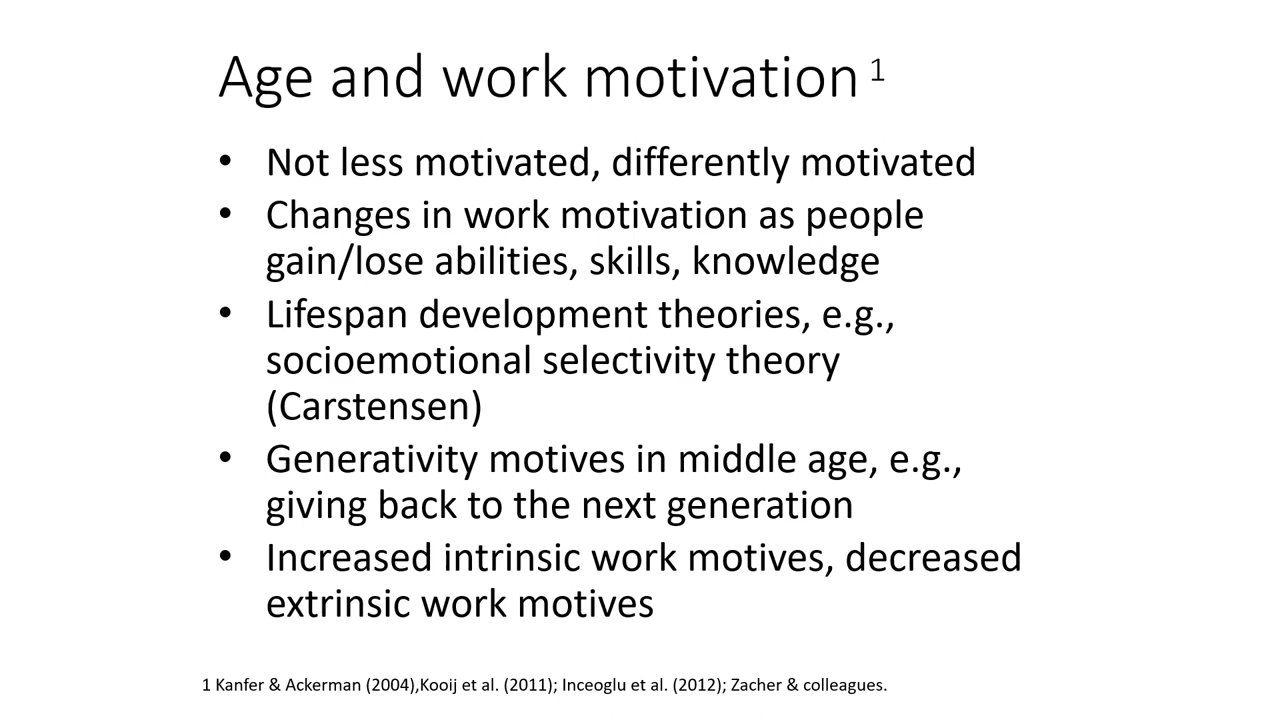 Age and work motivation 1
• Not less motivated, differently motivated
• Changes in work motivation as people
gain/lose abilities, skills, knowledge
• Lifespan development theories, e.g.,
socioemotional selectivity theory
(Carstensen)
• Generativity motives in middle age, e.g.,
giving back to the next generation
• Increased intrinsic work motives, decreased
extrinsic work motives
1 Kanfer & Ackerman (2004),Kooij et al. (2011); Inceoglu et al. (2012); Zacher & colleagues.